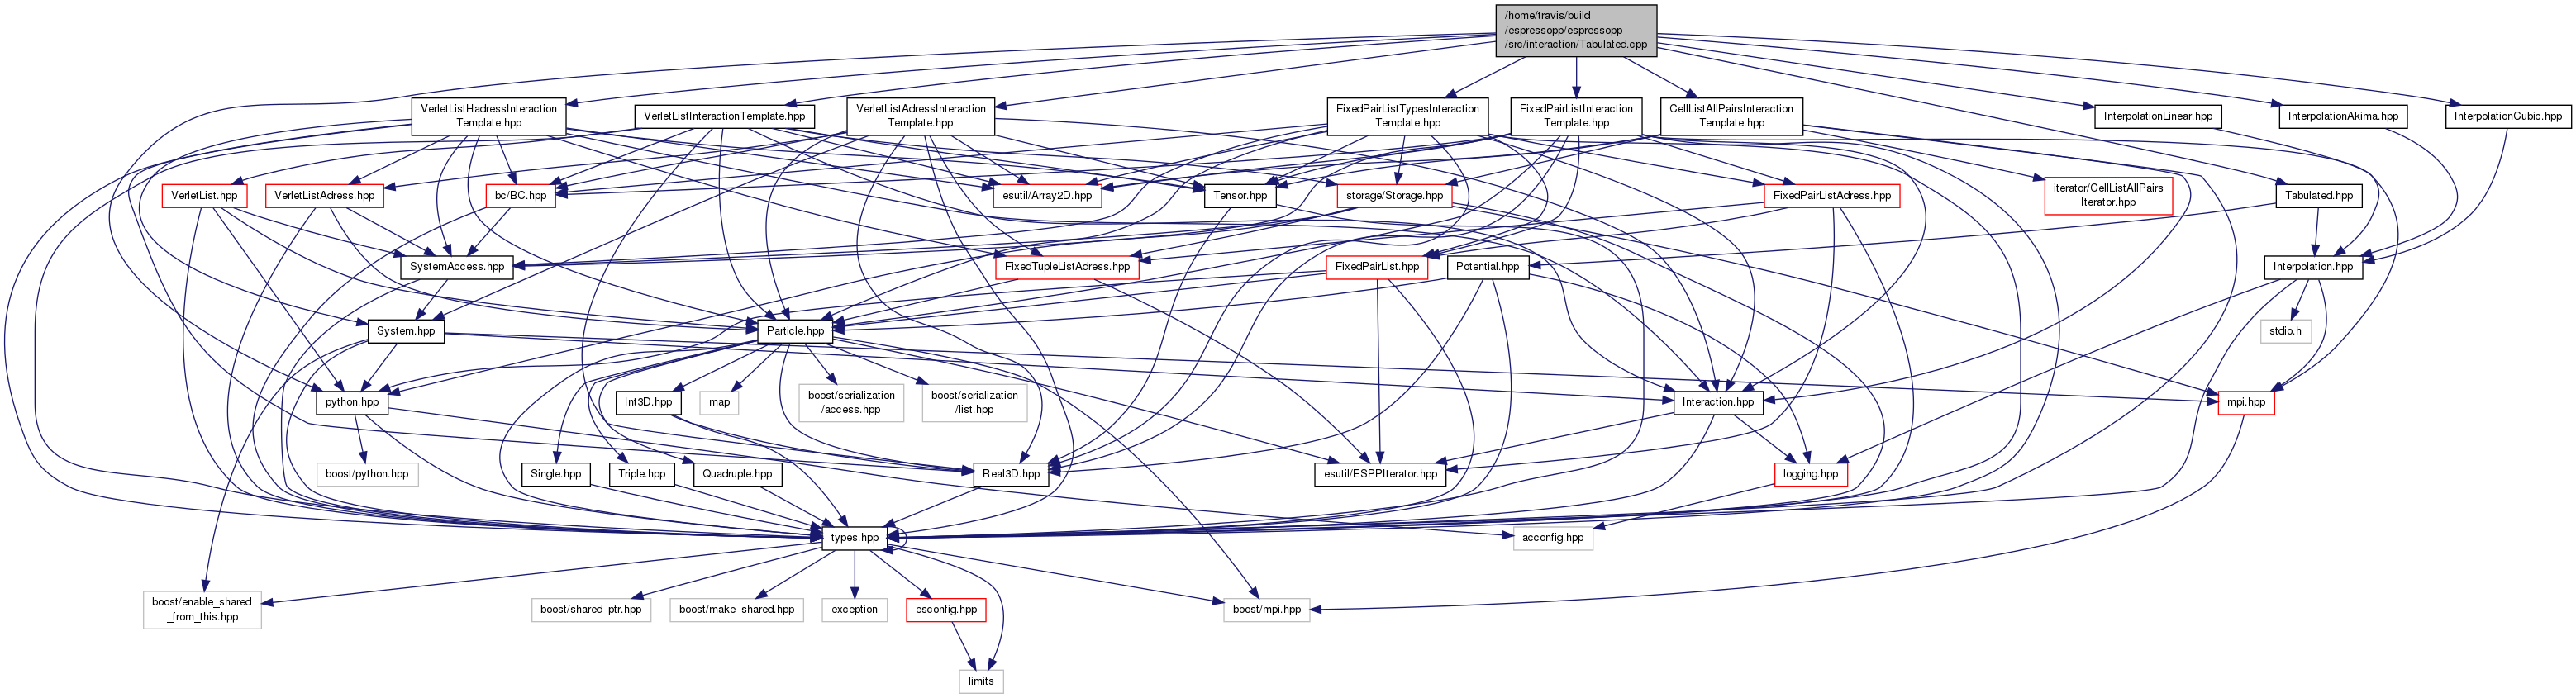 /home/travis/build
/espressopp/espressopp
/src/interaction/Tabulated.cpp
VerletListHadressInteraction
Template.hpp
VerletListInteractionTemplate.hpp
VerletListAdressInteraction
Template.hpp
FixedPairListTypesInteraction
Template.hpp
FixedPairListInteraction
Template.hpp
CellListAllPairsInteraction
Template.hpp
InterpolationLinear.hpp
InterpolationAkima.hpp
InterpolationCubic.hpp
VerletList.hpp
VerletListAdress.hpp
bc/BC.hpp
esutil/Array2D.hpp
Tensor.hpp
storage/Storage.hpp
FixedPairListAdress.hpp
iterator/CellListAllPairs
Iterator.hpp
Tabulated.hpp
SystemAccess.hpp
FixedTupleListAdress.hpp
FixedPairList.hpp
Potential.hpp
Interpolation.hpp
System.hpp
Particle.hpp
stdio.h
python.hpp
Int3D.hpp
map
boost/serialization
/access.hpp
boost/serialization
/list.hpp
Interaction.hpp
mpi.hpp
boost/python.hpp
Single.hpp
Triple.hpp
Quadruple.hpp
Real3D.hpp
esutil/ESPPIterator.hpp
logging.hpp
types.hpp
acconfig.hpp
boost/enable_shared
_from_this.hpp
boost/shared_ptr.hpp
boost/make_shared.hpp
exception
esconfig.hpp
boost/mpi.hpp
limits